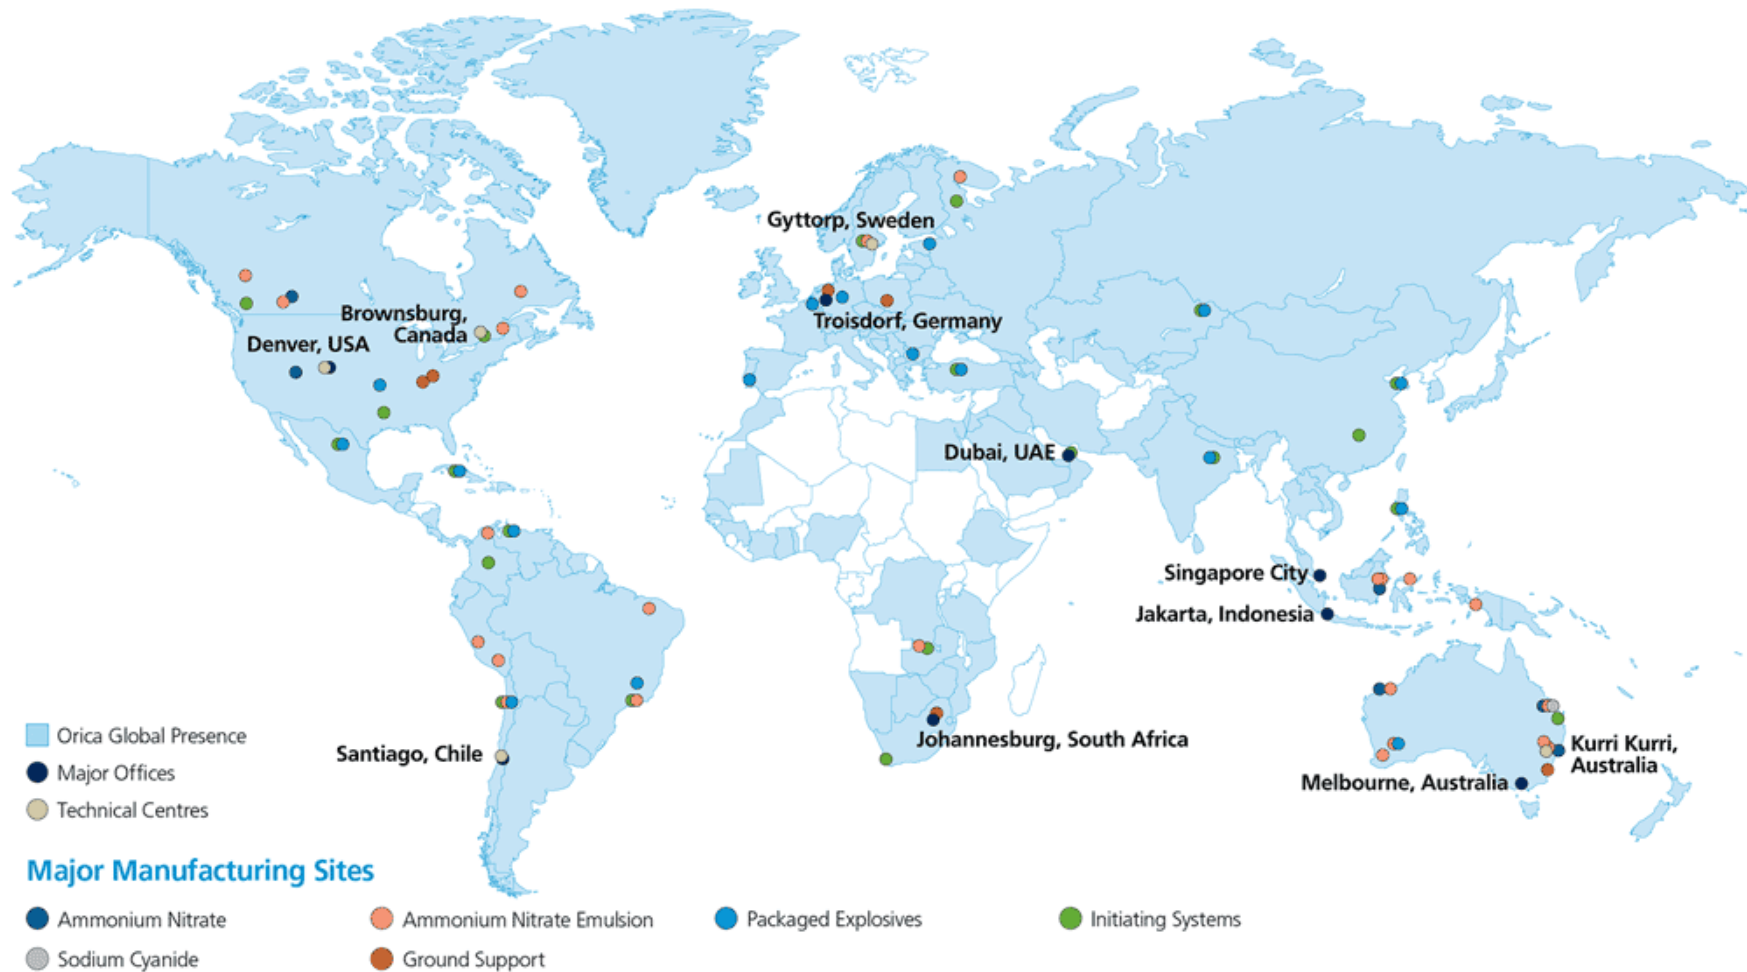 Gyttorp, Sweden
Brownsburg,
Canada
Troisdorf, Germany
Denver, USA
Dubai, UAE
Singapore City
Jakarta, Indonesia
Johannesburg, South Africa
Santiago, Chile
Kurri Kurri,
Australia
Melbourne, Australia
Orica Global Presence
Major Offices
Technical Centres
Major Manufacturing Sites
Ammonium Nitrate
Ammonium Nitrate Emulsion
Packaged Explosives
Initiating Systems
Sodium Cyanide
Ground Support